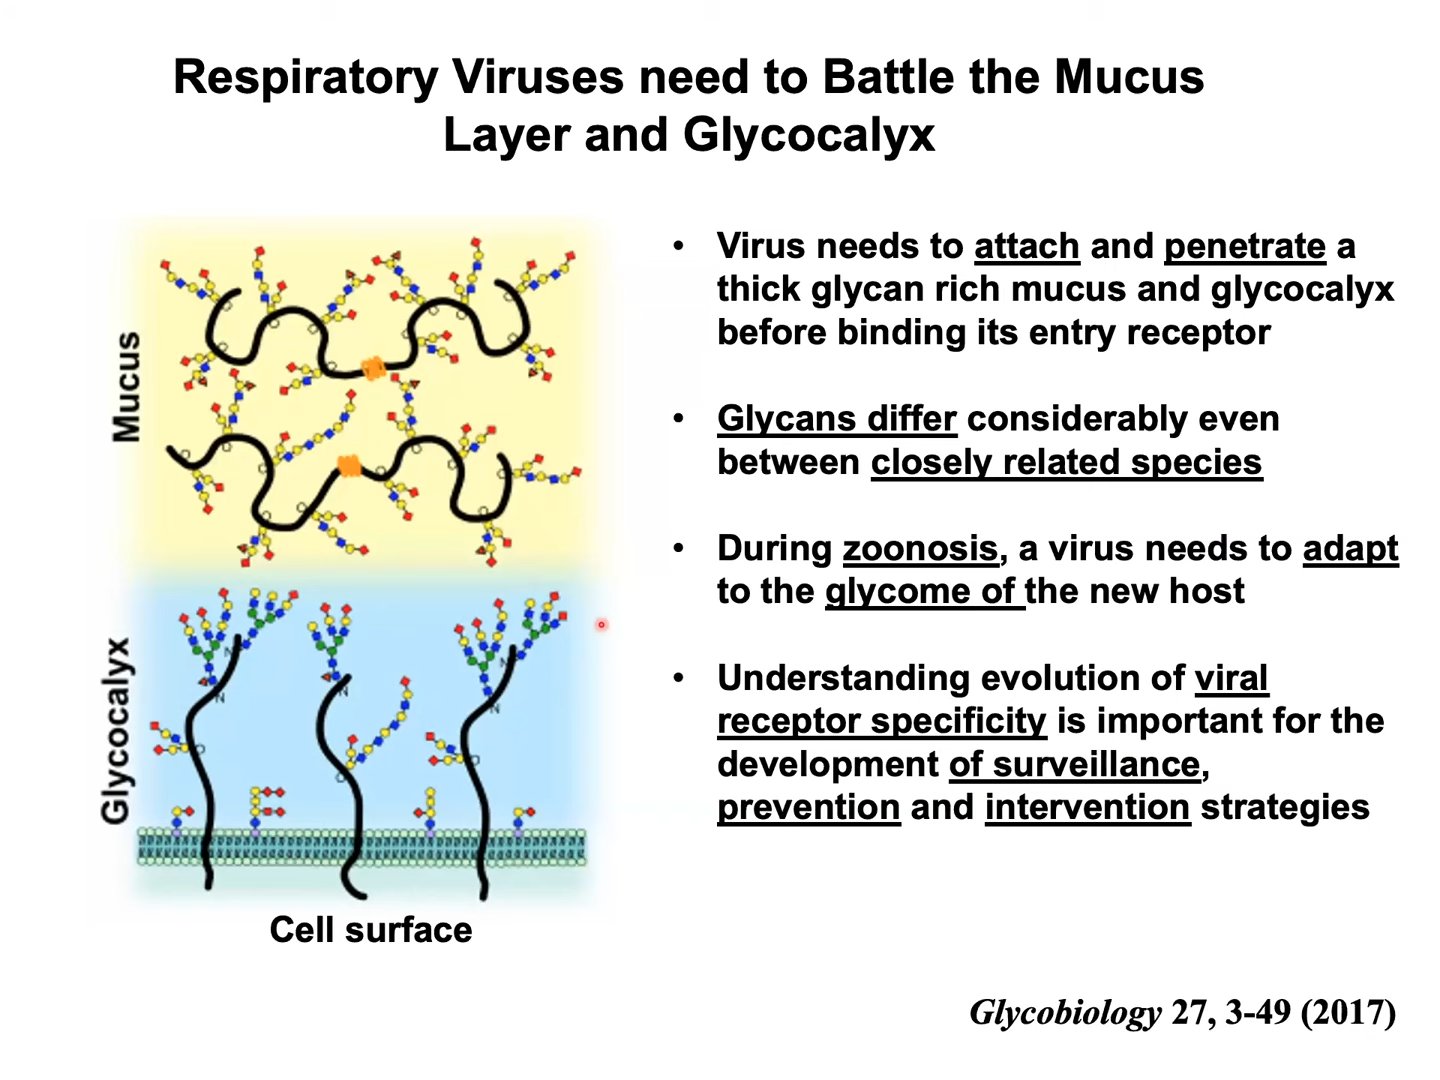 Respiratory Viruses need to Battle the Mucus
Layer and Glycocalyx
Mucus
Glycocalyx
N
N
N
N
N
Cell surface
• Virus needs to attach and penetrate a
thick glycan rich mucus and glycocalyx
before binding its entry receptor
• Glycans differ considerably even
between closely related species
• During zoonosis, a virus needs to adapt
to the glycome of the new host
• Understanding evolution of viral
receptor specificity is important for the
development of surveillance,
prevention and intervention strategies
Glycobiology 27, 3-49 (2017)